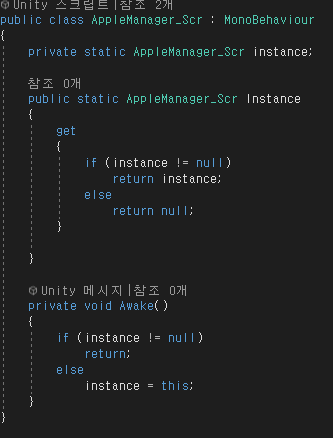 Unity 스크립트|참조 2개
public class AppleManager_Scr : MonoBehaviour
{
    private static AppleManager_Scr instance;

    참조 0개
    public static AppleManager_Scr Instance
    {
        get
        {
            if (instance != null)
                return instance;
            else
                return null;
        }

    }

    Unity 메시지|참조 0개
    private void Awake()
    {
        if (instance != null)
            return;
        else
            instance = this;
    }
}